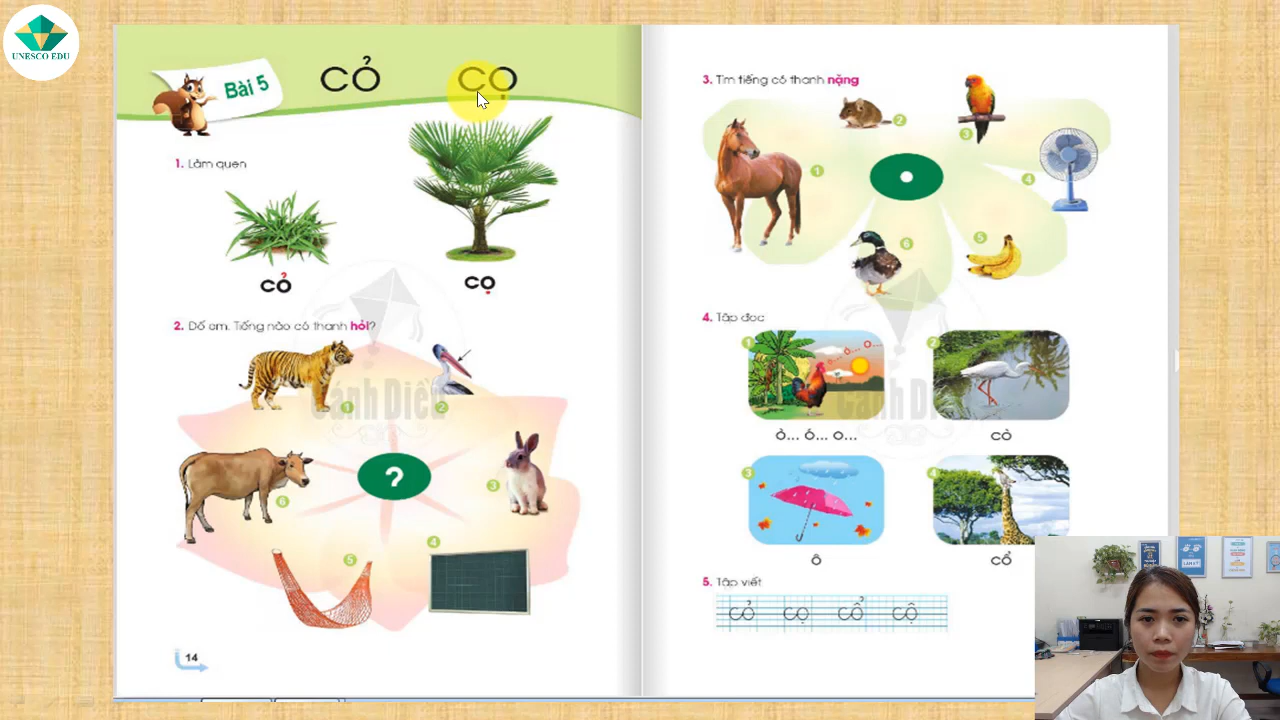 UNESCO EDU
Bài 5
cỏ cọ
1. Làm quen
cỏ
cọ
2. Đố em. Tiếng nào có thanh hỏi?
1
2
3
4
5
6
?
Cánh Diều
14
3. Tìm tiếng có thanh nặng
1
2
3
4
5
6
4. Tập đọc
1
2
ò... ó... o...
cò
3
4
ô
cổ
5. Tập viết
cỏ cọ cổ cộ